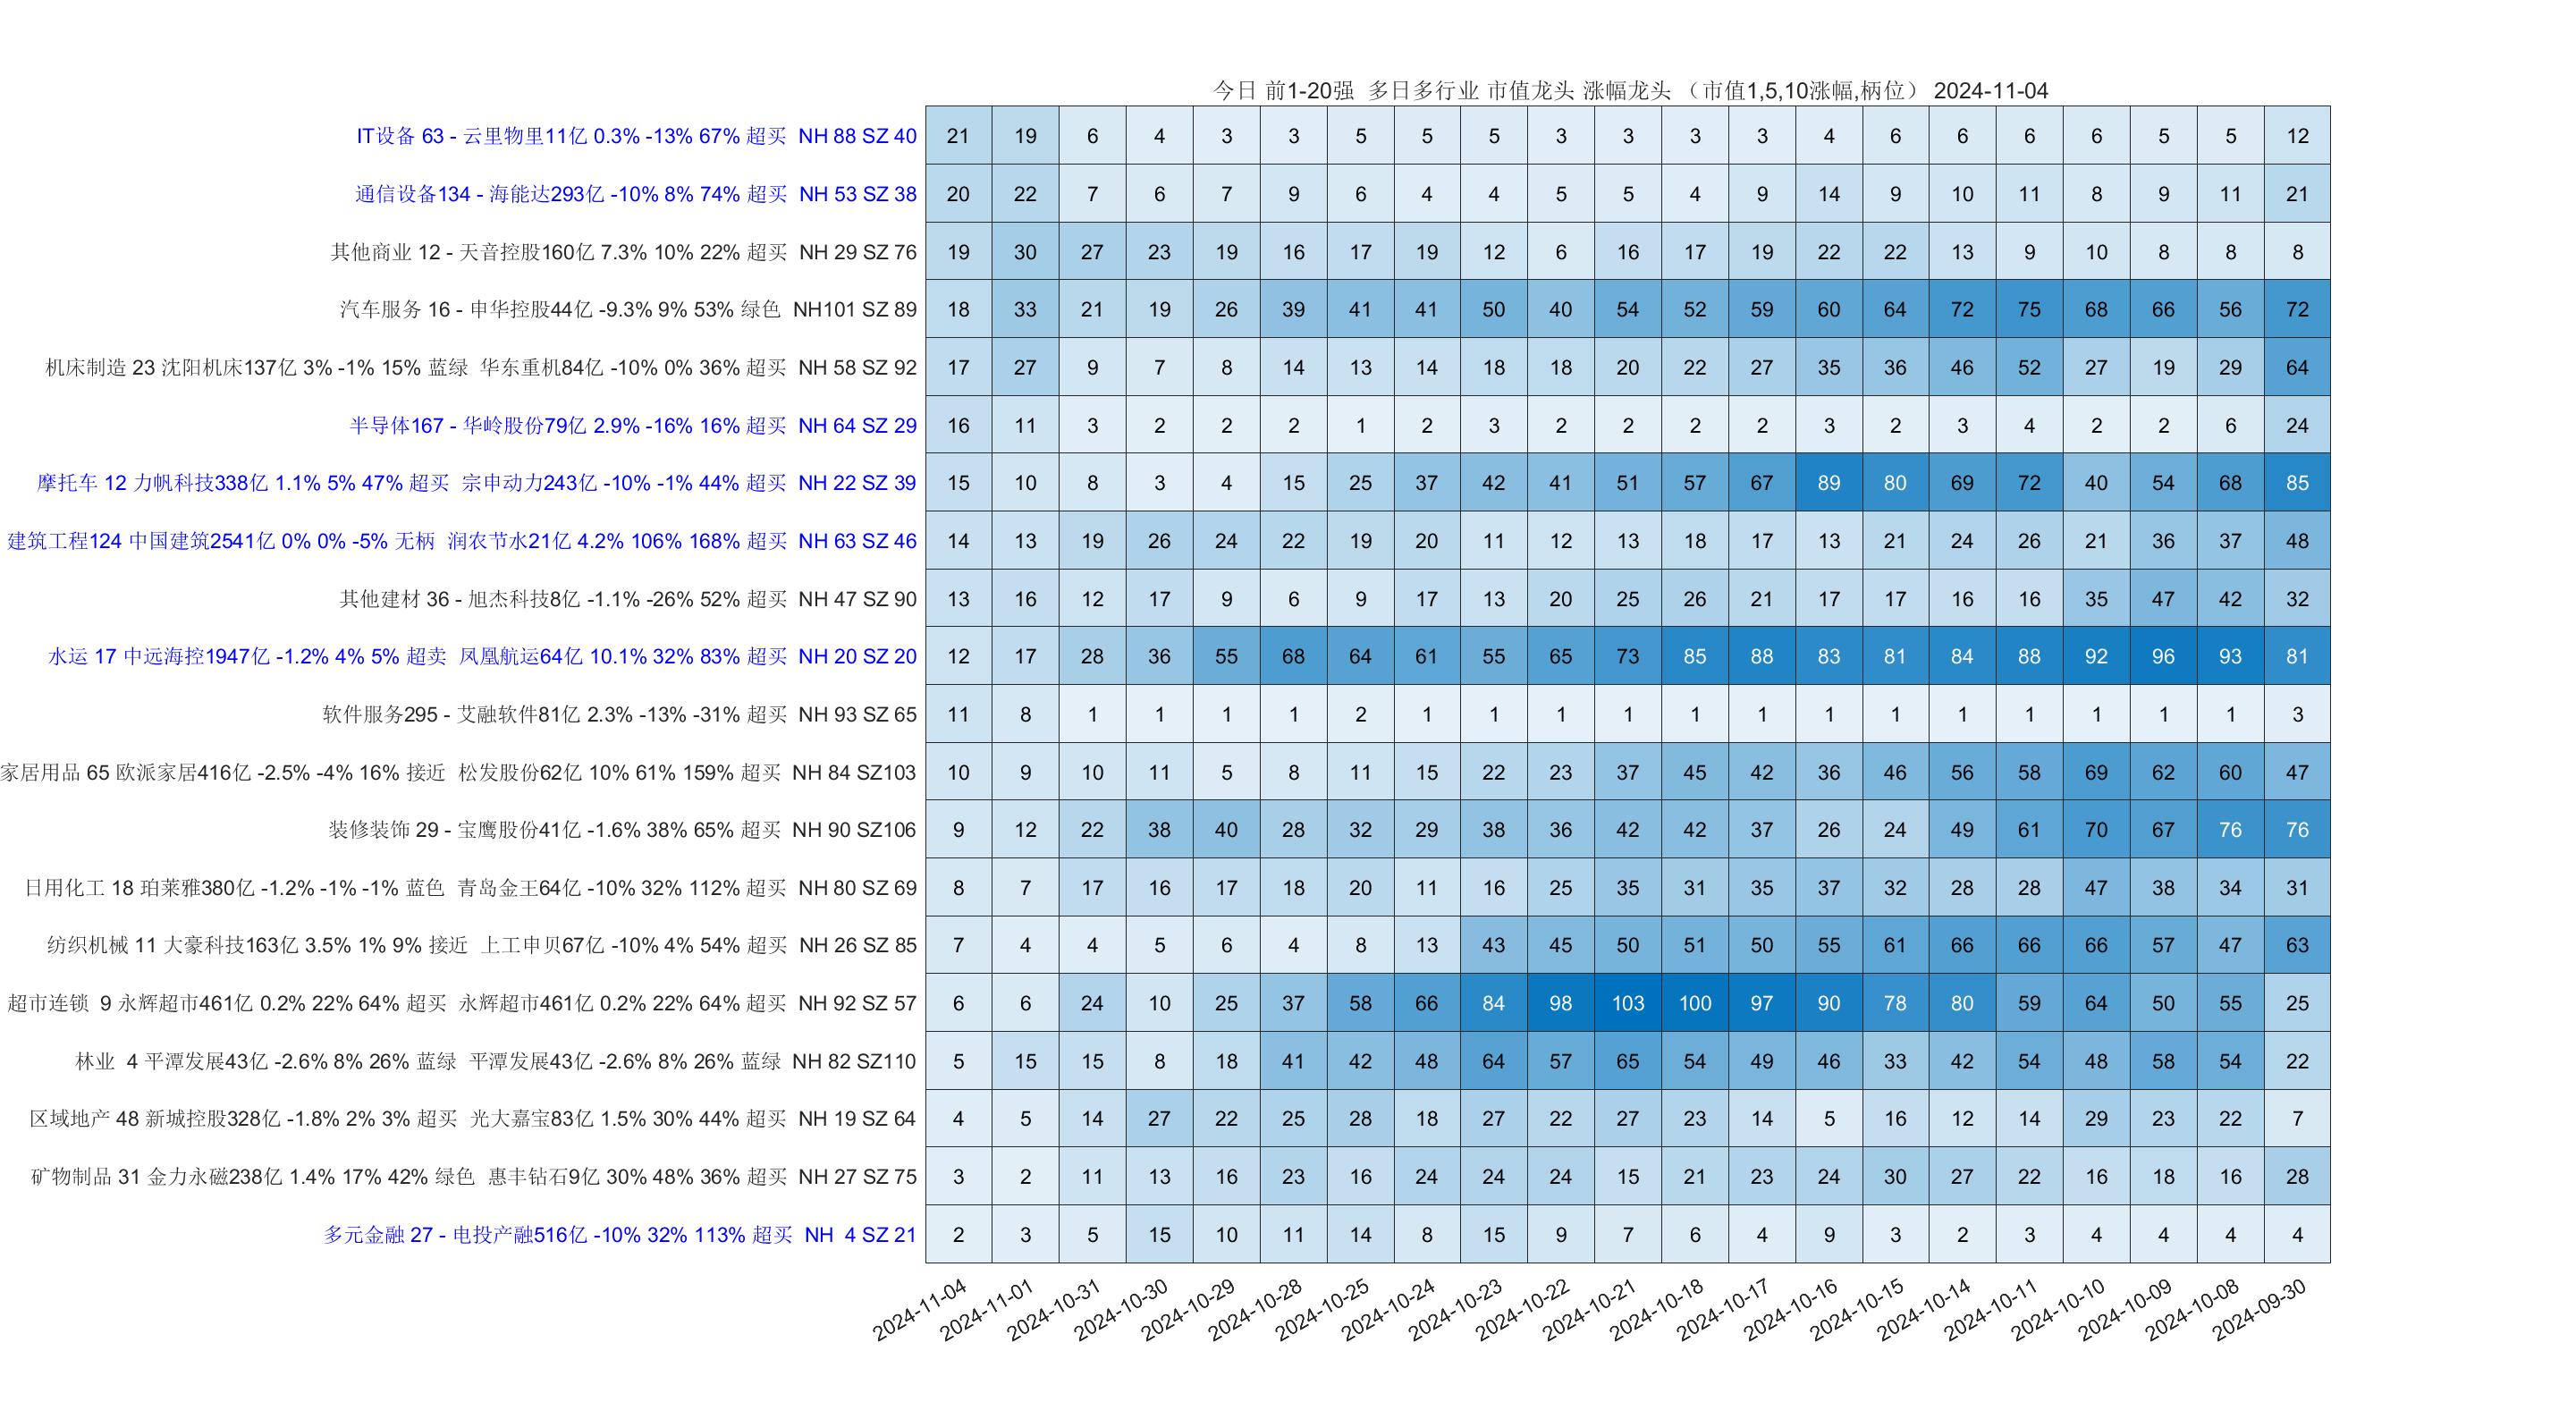 今日 前1-20强 多日多行业 市值龙头 涨幅龙头 （市值1,5,10涨幅,柄位） 2024-11-04
IT设备 63 - 云里物里11亿 0.3% -13% 67% 超买 NH 88 SZ 40 21 19 6 4 3 3 5 5 5 3 3 3 3 4 6 6 6 6 5 5 12
通信设备134 - 海能达293亿 -10% 8% 74% 超买 NH 53 SZ 38 20 22 7 6 7 9 6 4 4 5 5 4 9 14 9 10 11 8 9 11 21
其他商业 12 - 天音控股160亿 7.3% 10% 22% 超买 NH 29 SZ 76 19 30 27 23 19 16 17 19 12 6 16 17 19 22 22 13 9 10 8 8 8
汽车服务 16 - 申华控股44亿 -9.3% 9% 53% 绿色 NH101 SZ 89 18 33 21 19 26 39 41 41 50 40 54 52 59 60 64 72 75 68 66 56 72
机床制造 23 沈阳机床137亿 3% -1% 15% 蓝绿 华东重机84亿 -10% 0% 36% 超买 NH 58 SZ 92 17 27 9 7 8 14 13 14 18 18 20 22 27 35 36 46 52 27 19 29 64
半导体167 - 华岭股份79亿 2.9% -16% 16% 超买 NH 64 SZ 29 16 11 3 2 2 2 1 2 3 2 2 2 2 3 2 3 4 2 2 6 24
摩托车 12 力帆科技338亿 1.1% 5% 47% 超买 宗申动力243亿 -10% -1% 44% 超买 NH 22 SZ 39 15 10 8 3 4 15 25 37 42 41 51 57 67 89 80 69 72 40 54 68 85
建筑工程124 中国建筑2541亿 0% 0% -5% 无柄 润农节水21亿 4.2% 106% 168% 超买 NH 63 SZ 46 14 13 19 26 24 22 19 20 11 12 13 18 17 13 21 24 26 21 36 37 48
其他建材 36 - 旭杰科技8亿 -1.1% -26% 52% 超买 NH 47 SZ 90 13 16 12 17 9 6 9 17 13 20 25 26 21 17 17 16 16 35 47 42 32
水运 17 中远海控1947亿 -1.2% 4% 5% 超卖 凤凰航运64亿 10.1% 32% 83% 超买 NH 20 SZ 20 12 17 28 36 55 68 64 61 55 65 73 85 88 83 81 84 88 92 96 93 81
软件服务295 - 艾融软件81亿 2.3% -13% -31% 超买 NH 93 SZ 65 11 8 1 1 1 1 2 1 1 1 1 1 1 1 1 1 1 1 1 1 3
家居用品 65 欧派家居416亿 -2.5% -4% 16% 接近 松发股份62亿 10% 61% 159% 超买 NH 84 SZ103 10 9 10 11 5 8 11 15 22 23 37 45 42 36 46 56 58 69 62 60 47
装修装饰 29 - 宝鹰股份41亿 -1.6% 38% 65% 超买 NH 90 SZ106 9 12 22 38 40 28 32 29 38 36 42 42 37 26 24 49 61 70 67 76 76
日用化工 18 珀莱雅380亿 -1.2% -1% -1% 蓝色 青岛金王64亿 -10% 32% 112% 超买 NH 80 SZ 69 8 7 17 16 17 18 20 11 16 25 35 31 35 37 32 28 28 47 38 34 31
纺织机械 11 大豪科技163亿 3.5% 1% 9% 接近 上工申贝67亿 -10% 4% 54% 超买 NH 26 SZ 85 7 4 4 5 6 4 8 13 43 45 50 51 50 55 61 66 66 66 57 47 63
超市连锁 9 永辉超市461亿 0.2% 22% 64% 超买 永辉超市461亿 0.2% 22% 64% 超买 NH 92 SZ 57 6 6 24 10 25 37 58 66 84 98 103 100 97 90 78 80 59 64 50 55 25
林业 4 平潭发展43亿 -2.6% 8% 26% 蓝绿 平潭发展43亿 -2.6% 8% 26% 蓝绿 NH 82 SZ110 5 15 15 8 18 41 42 48 64 57 65 54 49 46 33 42 54 48 58 54 22
区域地产 48 新城控股328亿 -1.8% 2% 3% 超买 光大嘉宝83亿 1.5% 30% 44% 超买 NH 19 SZ 64 4 5 14 27 22 25 28 18 27 22 27 23 14 5 16 12 14 29 23 22 7
矿物制品 31 金力永磁238亿 1.4% 17% 42% 绿色 惠丰钻石9亿 30% 48% 36% 超买 NH 27 SZ 75 3 2 11 13 16 23 16 24 24 24 15 21 23 24 30 27 22 16 18 16 28
多元金融 27 - 电投产融516亿 -10% 32% 113% 超买 NH 4 SZ 21 2 3 5 15 10 11 14 8 15 9 7 6 4 9 3 2 3 4 4 4 4
2024-11-04 2024-11-01 2024-10-31 2024-10-30 2024-10-29 2024-10-28 2024-10-25 2024-10-24 2024-10-23 2024-10-22 2024-10-21 2024-10-18 2024-10-17 2024-10-16 2024-10-15 2024-10-14 2024-10-11 2024-10-10 2024-10-09 2024-10-08 2024-09-30